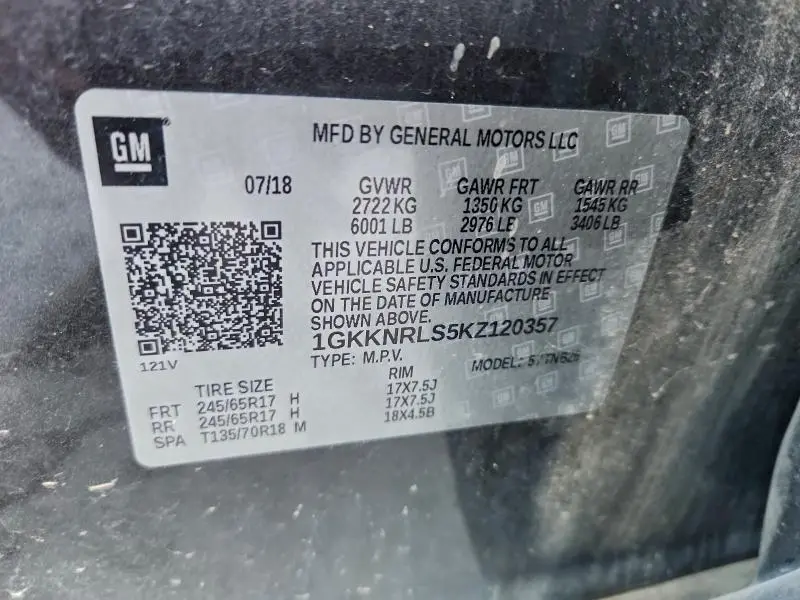 GM
MFD BY GENERAL MOTORS LLC
07/18 GVWR GAWR FRT GAWR RR
2722 KG 1350 KG 1545 KG
6001 LB 2976 LB 3406 LB
THIS VEHICLE CONFORMS TO ALL
APPLICABLE U.S. FEDERAL MOTOR
VEHICLE SAFETY STANDARDS IN EFFECT
ON THE DATE OF MANUFACTURE
SHOWN ABOVE.
1GKKNRLS5KZ120357
121V
TYPE: M.P.V. MODEL:
TIRE SIZE RIM
FRT 245/65R17 H 17X7.5J
RR 245/65R17 H 17X7.5J
SPA T135/70R18 M 18X4.5B